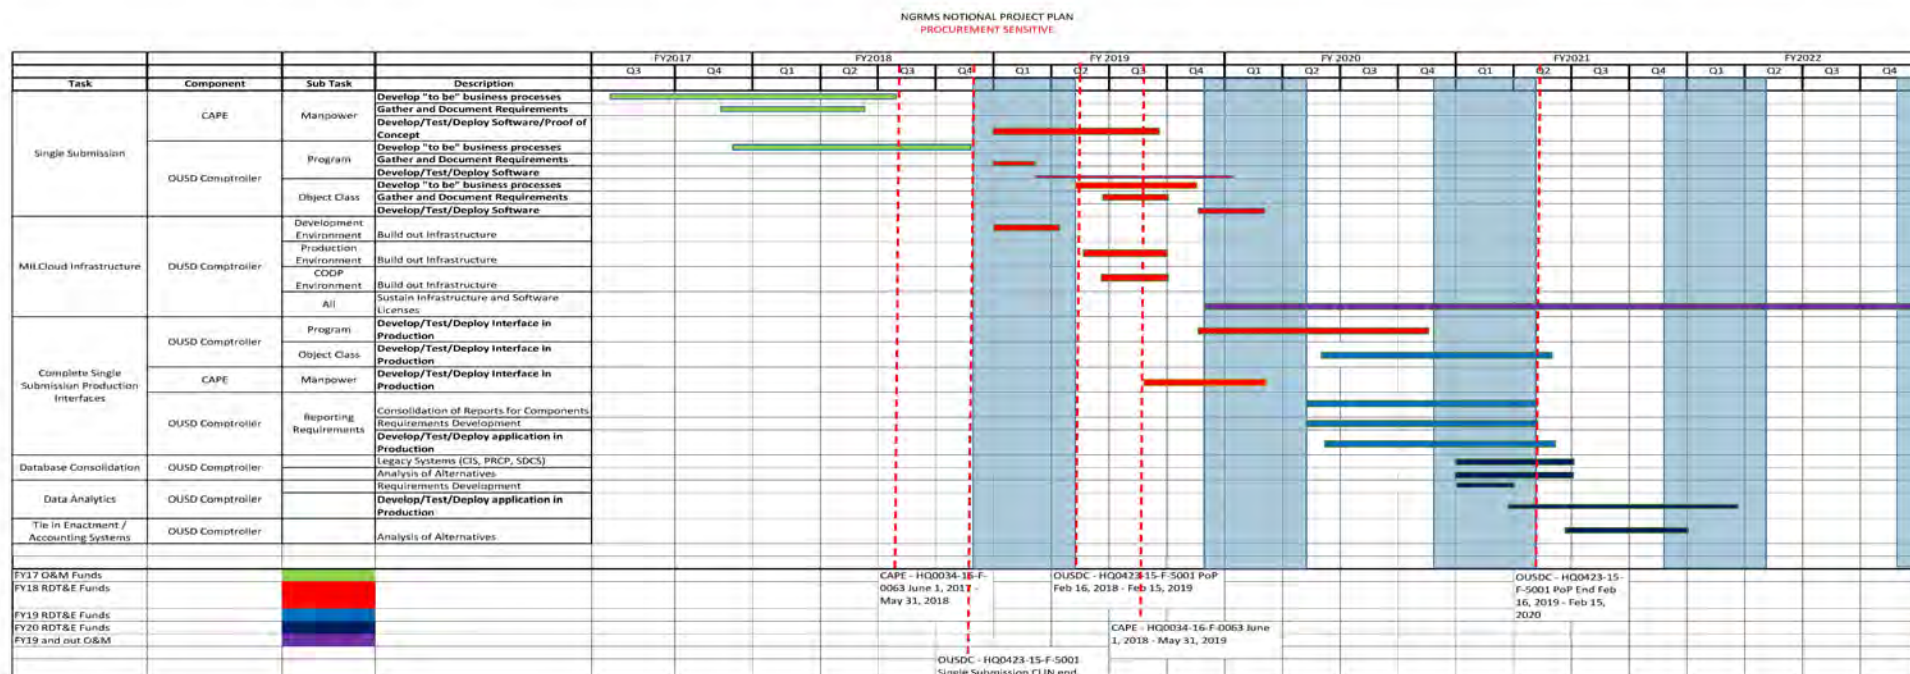 NGRMS NOTIONAL PROJECT PLAN
PROCUREMENT SENSITIVE
FY2017 FY2018 FY 2019 FY 2020 FY2021 FY2022
Q3 Q4 Q1 Q2 Q3 Q4 Q1 Q2 Q3 Q4 Q1 Q2 Q3 Q4 Q1 Q2 Q3 Q4 Q1 Q2 Q3 Q4
Task Component Sub Task Description
Single Submission
CAPE
Manpower
Develop "to be" business processes
Gather and Document Requirements
Develop/Test/Deploy Software/Proof of
Concept
OUSD Comptroller
Program
Develop "to be" business processes
Gather and Document Requirements
Develop/Test/Deploy Software
Object Class
Develop "to be" business processes
Gather and Document Requirements
Develop/Test/Deploy Software
MilCloud Infrastructure
OUSD Comptroller
Development
Environment
Build out Infrastructure
Production
Environment
Build out Infrastructure
COOP
Environment
Build out Infrastructure
All
Sustain Infrastructure and Software
Licenses
Complete Single
Submission Production
Interfaces
OUSD Comptroller
Program
Develop/Test/Deploy Interface in
Production
Object Class
Develop/Test/Deploy Interface in
Production
CAPE
Manpower
Develop/Test/Deploy Interface in
Production
OUSD Comptroller
Reporting
Requirements
Consolidation of Reports for Components
Requirements Development
Develop/Test/Deploy application in
Production
Database Consolidation
OUSD Comptroller
Legacy Systems (CIS, PRCP, SDCS)
Analysis of Alternatives
Data Analytics
OUSD Comptroller
Requirements Development
Develop/Test/Deploy application in
Production
Tie in Enactment /
Accounting Systems
OUSD Comptroller
Analysis of Alternatives
FY17 O&M Funds
FY18 RDT&E Funds
FY19 RDT&E Funds
FY20 RDT&E Funds
FY19 and out O&M
CAPE - HQ0034-16-F-
0063 June 1, 2017 -
May 31, 2018
OUSDC - HQ0423-15-F-5001 PoP
Feb 16, 2018 - Feb 15, 2019
OUSDC - HQ0423-15-
F-5001 PoP End Feb
16, 2019 - Feb 15,
2020
CAPE - HQ0034-16-F-0063 June
1, 2018 - May 31, 2019
OUSDC - HQ0423-15-F-5001
Single Submission CLIN end